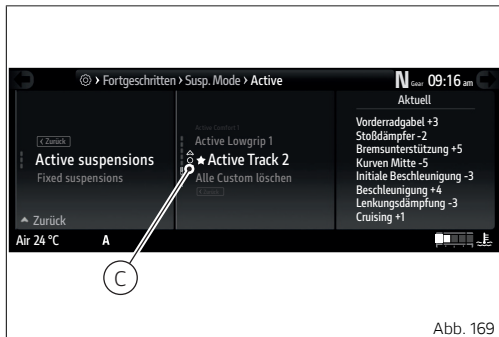 Fortgeschritten › Susp. Mode › Active
N Gear 09:16 am
‹ Zurück
Active suspensions
Fixed suspensions
Zurück
Active Comfort 1
Active Lowgrip 1
Active Track 2
Alle Custom löschen
‹ Zurück
Aktuell
Vorderradgabel +3
Stoßdämpfer -2
Bremsunterstützung +5
Kurven Mitte -5
Initiale Beschleunigung -3
Beschleunigung +4
Lenkungsdämpfung -3
Cruising +1
Air 24 °C A
C
Abb. 169